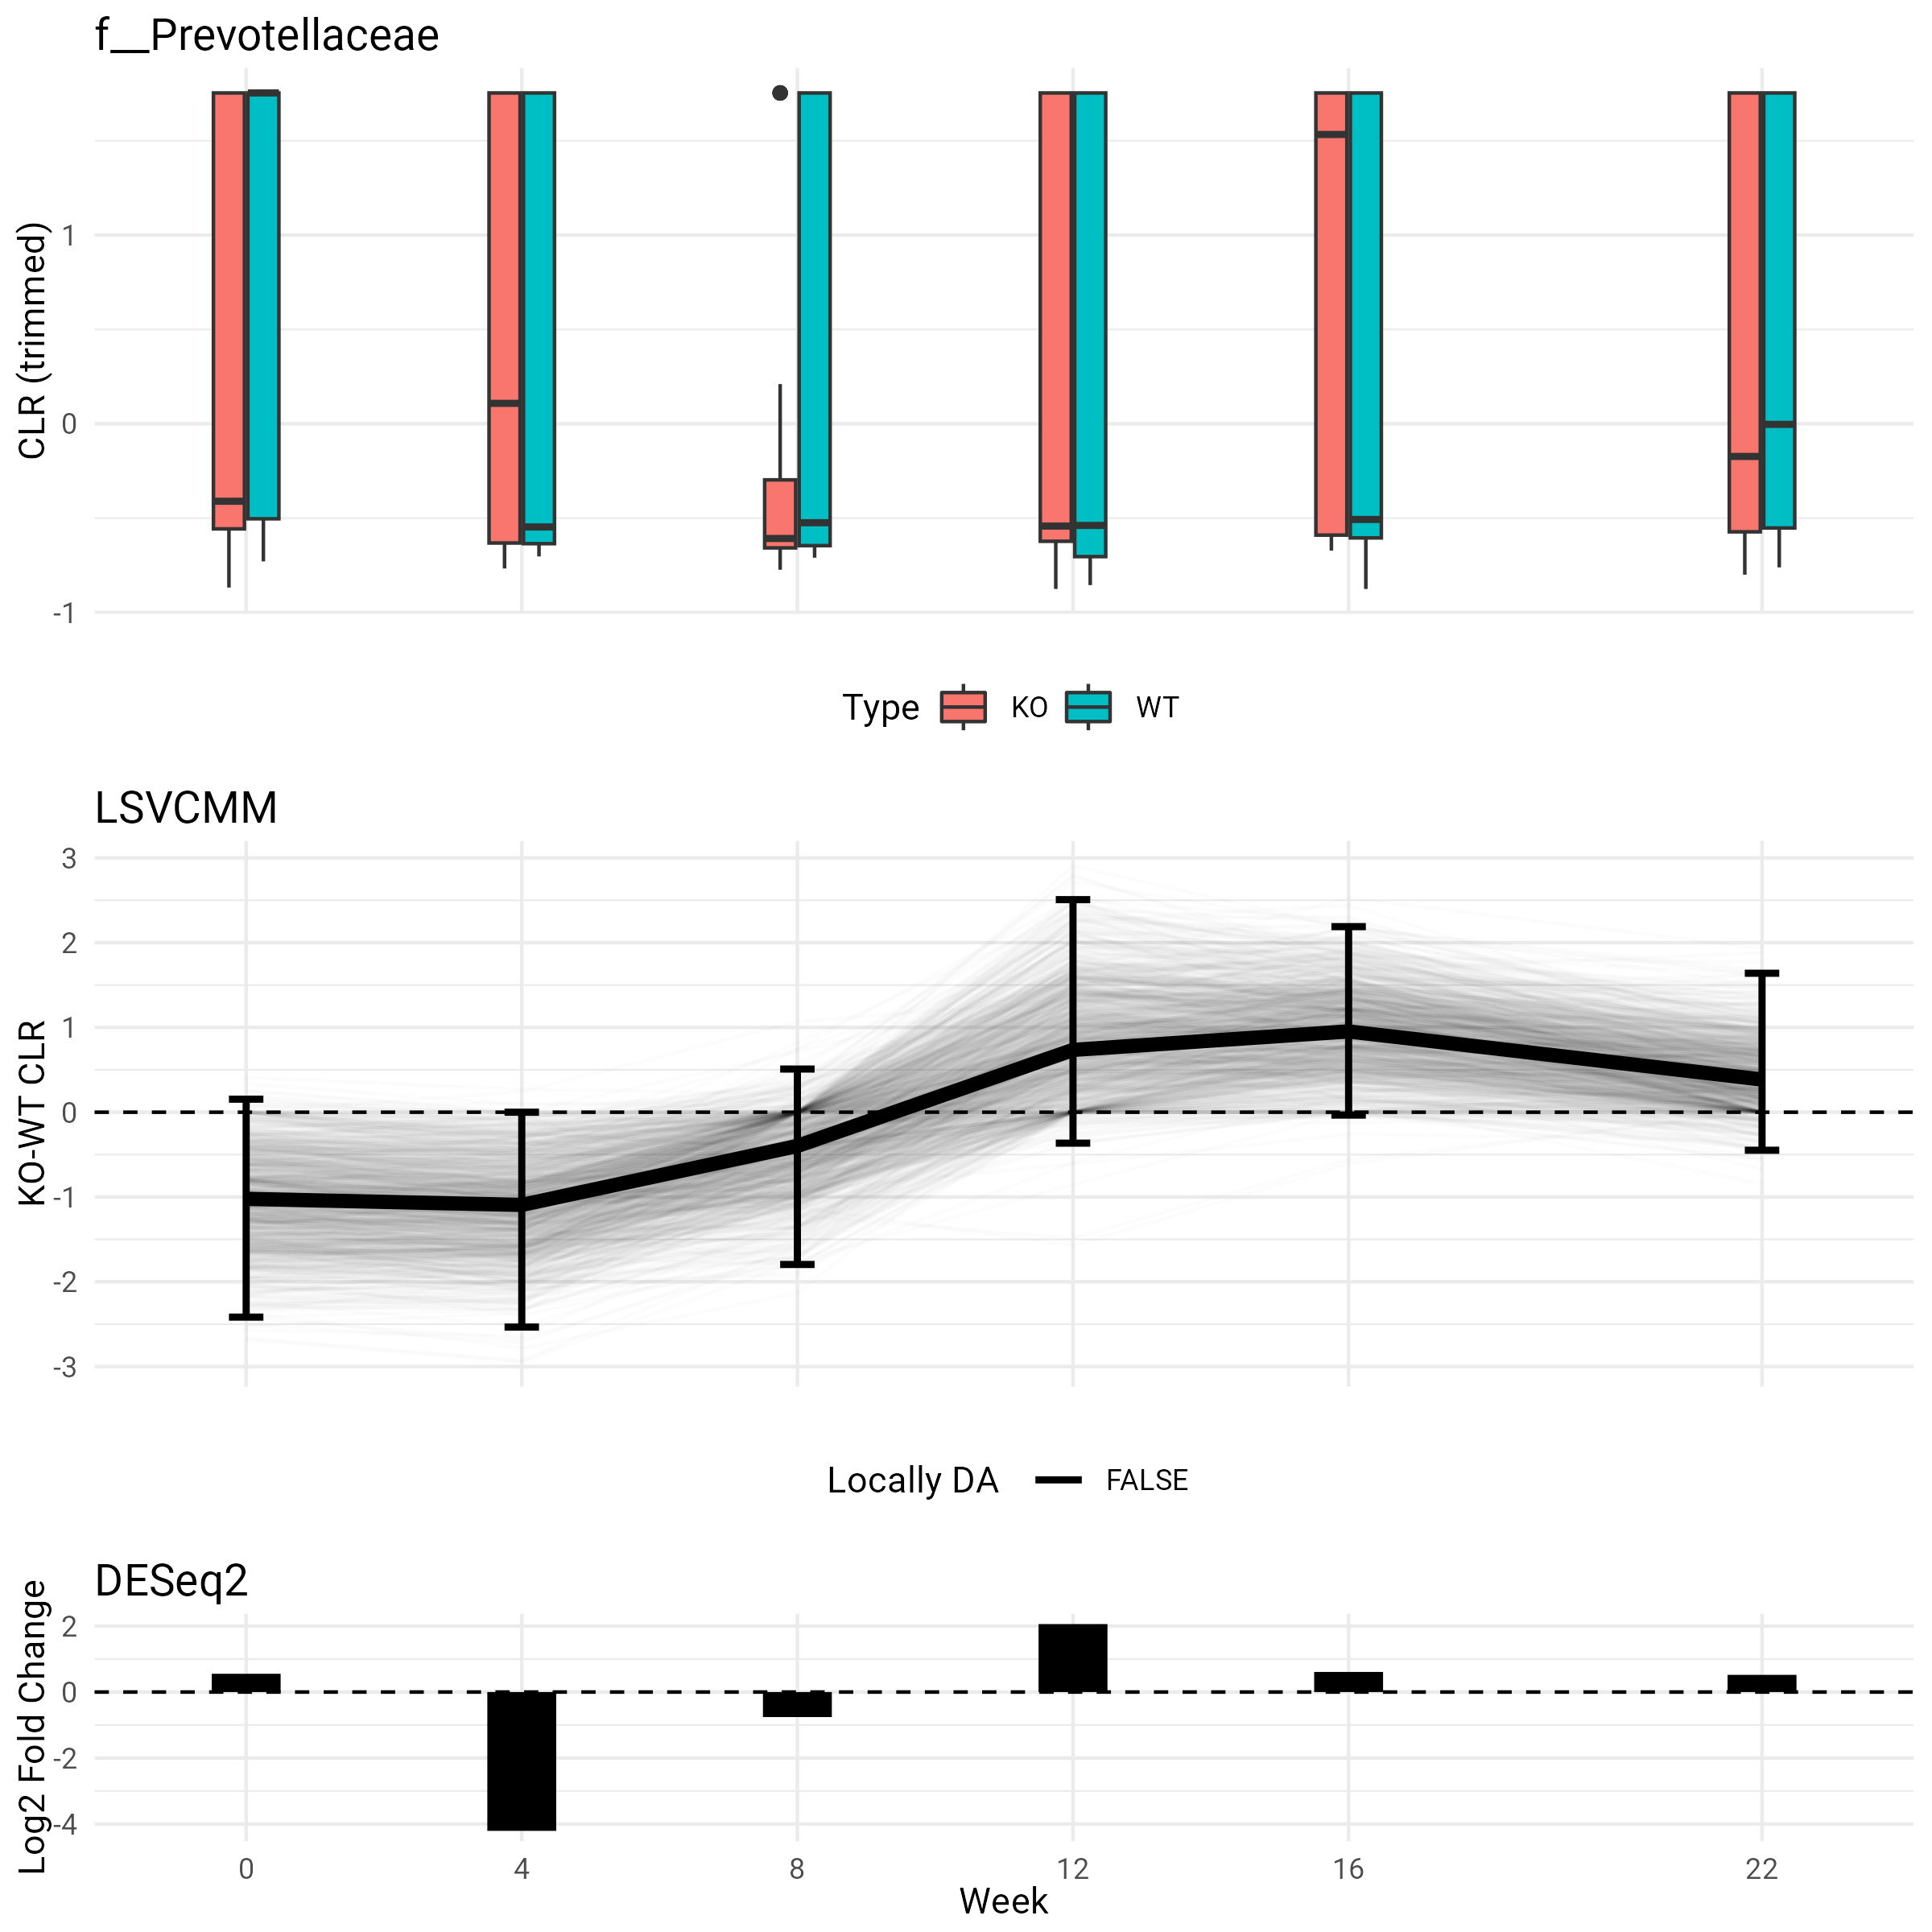 f__Prevotellaceae
CLR (trimmed)
1
0
-1
Type KO WT
LSVCMM
KO-WT CLR
3
2
1
0
-1
-2
-3
Locally DA FALSE
DESeq2
Log2 Fold Change
2
0
-2
-4
0 4 8 12 16 22
Week